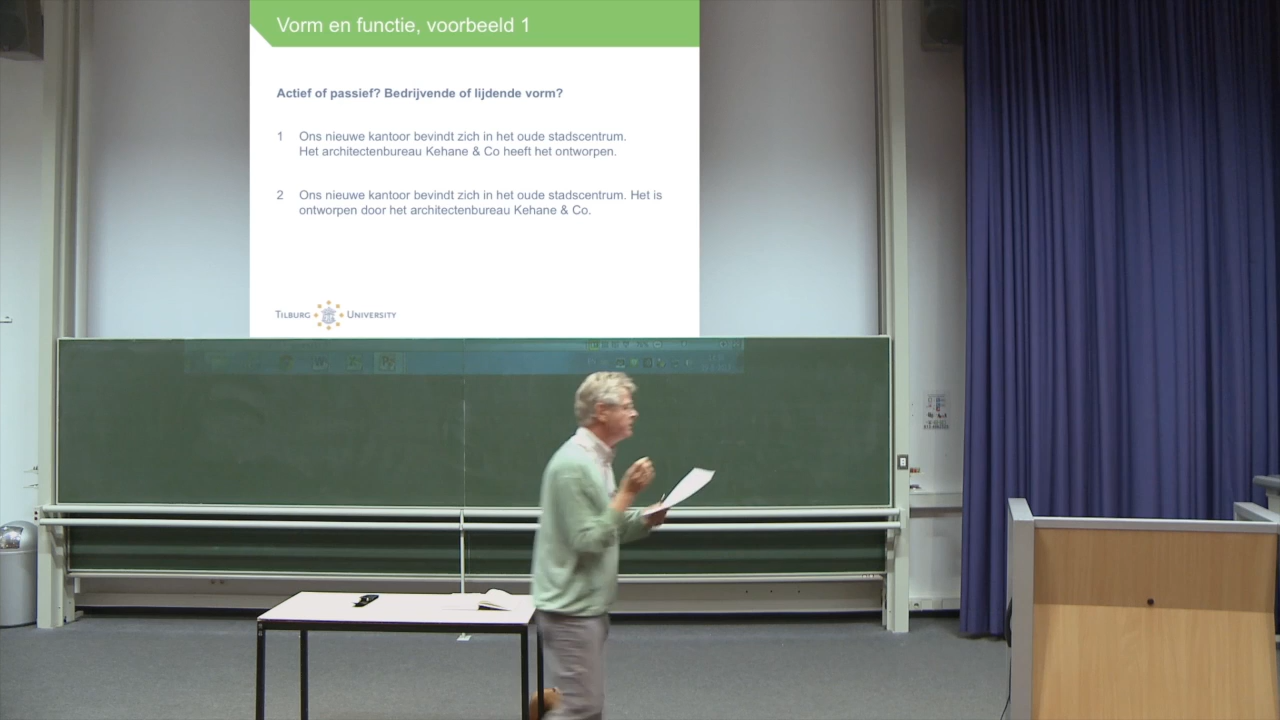 Vorm en functie, voorbeeld 1
Actief of passief? Bedrijvende of lijdende vorm?
1 Ons nieuwe kantoor bevindt zich in het oude stadscentrum.
Het architectenbureau Kehane & Co heeft het ontworpen.
2 Ons nieuwe kantoor bevindt zich in het oude stadscentrum. Het is
ontworpen door het architectenbureau Kehane & Co.
TILBURG UNIVERSITY